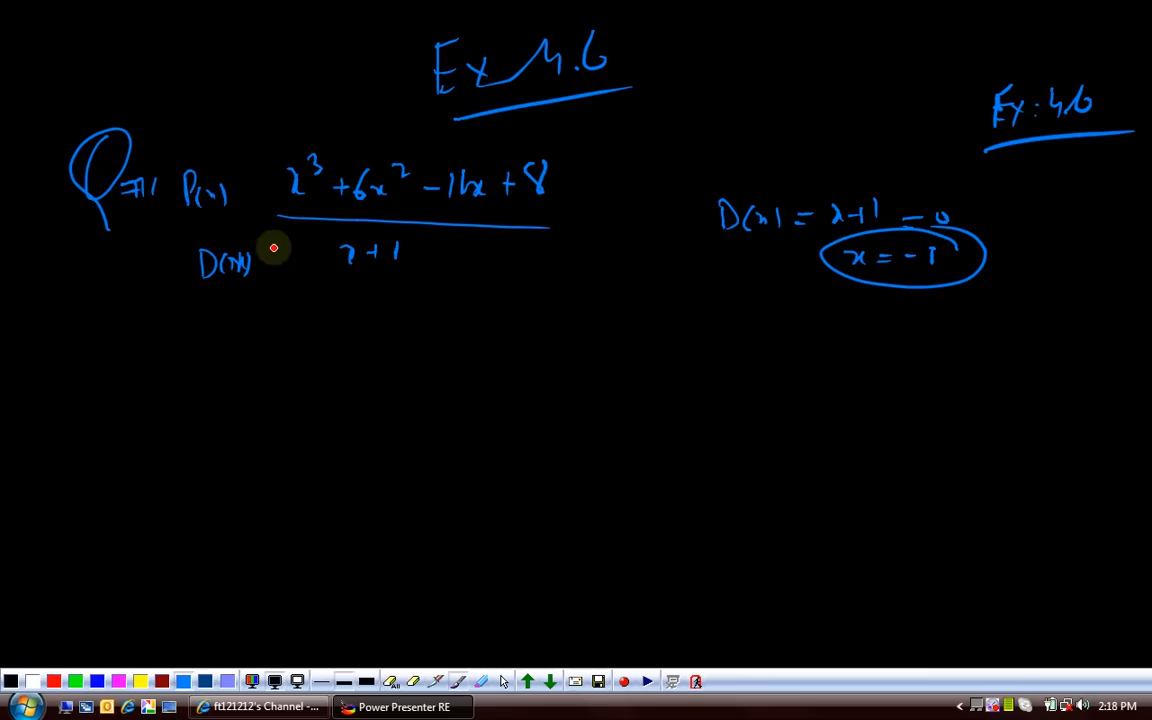 Ex 4.6
Ex: 4.6
Q#1 P(x) x³ + 6x² - 16x + 8
D(x) x + 1
D(x) = x + 1 = 0
x = -1
All
ft121212's Channel - ...
Power Presenter RE
2:18 PM